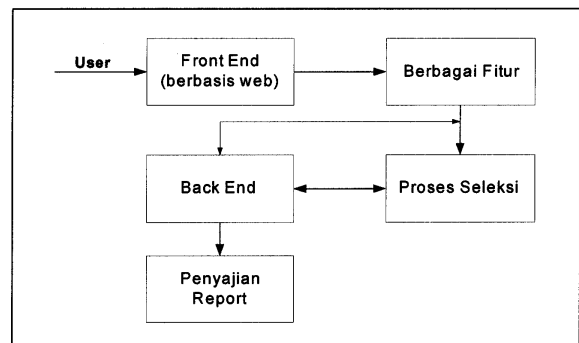 User
Front End
(berbasis web)
Berbagai Fitur
Back End
Proses Seleksi
Penyajian
Report